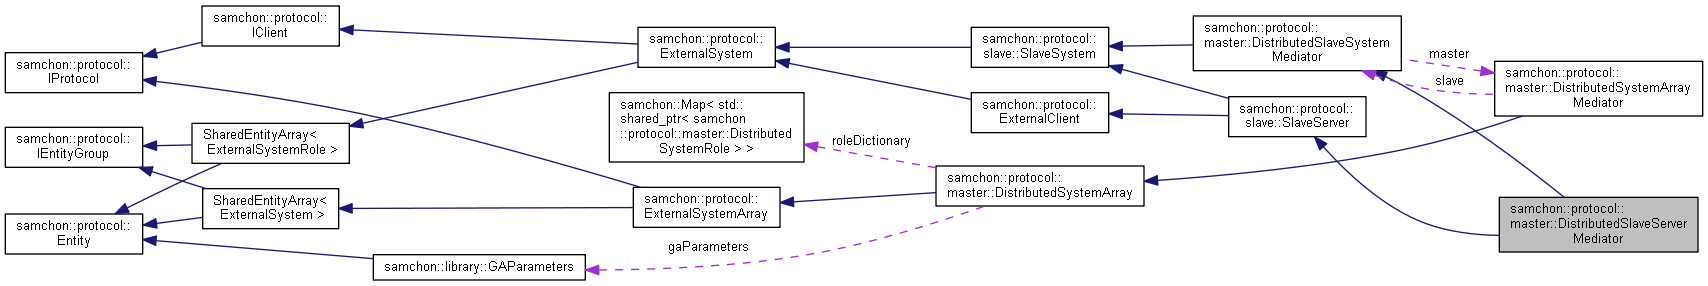 samchon::protocol::
IClient
samchon::protocol::
IProtocol
samchon::protocol::
IEntityGroup
SharedEntityArray<
ExternalSystemRole >
SharedEntityArray<
ExternalSystem >
samchon::protocol::
Entity
samchon::library::GAParameters
samchon::protocol::
ExternalSystem
samchon::Map< std::
shared_ptr< samchon
::protocol::master::Distributed
SystemRole > >
samchon::protocol::
ExternalSystemArray
roleDictionary
gaParameters
samchon::protocol::
slave::SlaveSystem
samchon::protocol::
ExternalClient
samchon::protocol::
master::DistributedSystemArray
samchon::protocol::
master::DistributedSlaveSystem
Mediator
samchon::protocol::
slave::SlaveServer
master
slave
samchon::protocol::
master::DistributedSystemArray
Mediator
samchon::protocol::
master::DistributedSlaveServer
Mediator